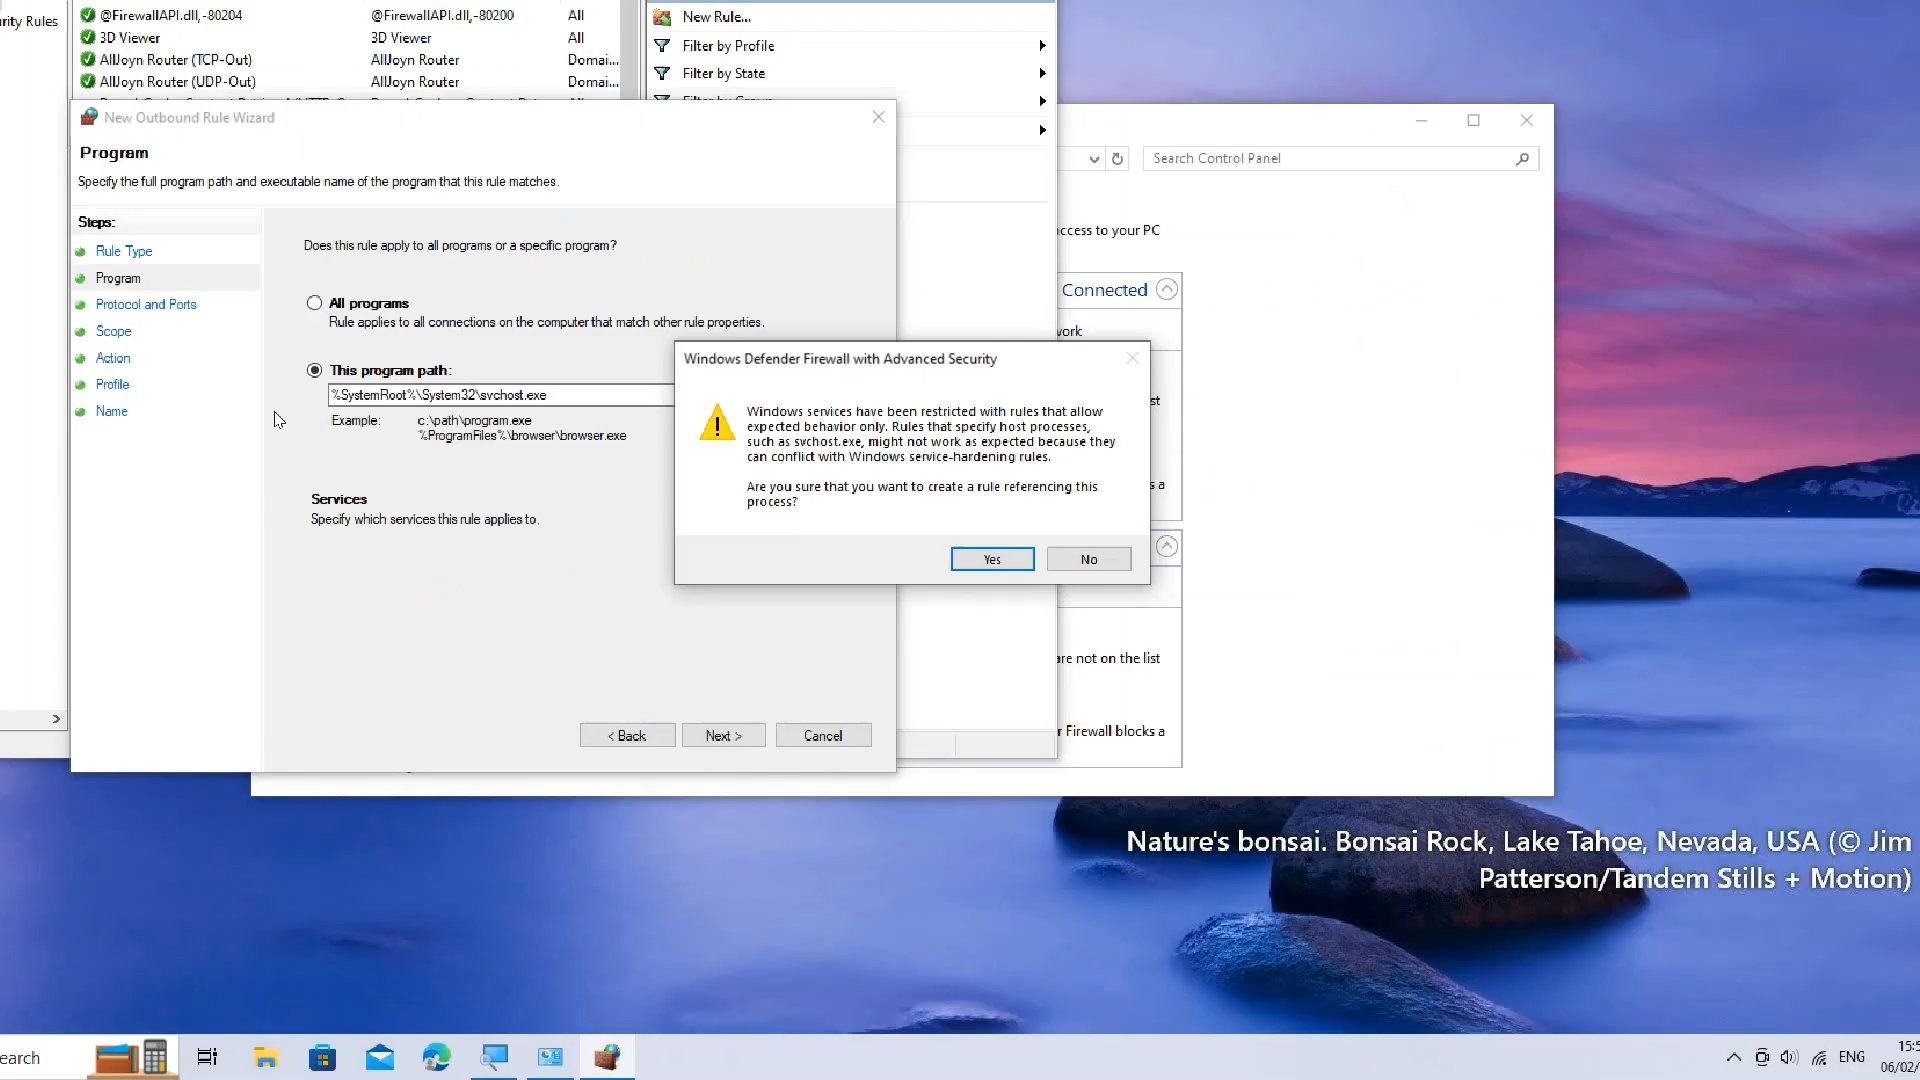 urity Rules
@FirewallAPI.dll,-80204
@FirewallAPI.dll,-80200
All
3D Viewer
3D Viewer
All
AllJoyn Router (TCP-Out)
AllJoyn Router
Domai...
AllJoyn Router (UDP-Out)
AllJoyn Router
Domai...
New Rule...
Filter by Profile
Filter by State
New Outbound Rule Wizard
Program
Specify the full program path and executable name of the program that this rule matches.
Steps:
Rule Type
Program
Protocol and Ports
Scope
Action
Profile
Name
Does this rule apply to all programs or a specific program?
All programs
Rule applies to all connections on the computer that match other rule properties.
This program path:
%SystemRoot%\System32\svchost.exe
Example:
c:\path\program.exe
%ProgramFiles%\browser\browser.exe
Services
Specify which services this rule applies to.
< Back
Next >
Cancel
Windows Defender Firewall with Advanced Security
Windows services have been restricted with rules that allow
expected behavior only. Rules that specify host processes,
such as svchost.exe, might not work as expected because they
can conflict with Windows service-hardening rules.
Are you sure that you want to create a rule referencing this
process?
Yes
No
Search Control Panel
ccess to your PC
Connected
vork
st
s a
are not on the list
r Firewall blocks a
Nature's bonsai. Bonsai Rock, Lake Tahoe, Nevada, USA (© Jim
Patterson/Tandem Stills + Motion)
earch
ENG
15:5
06/02/